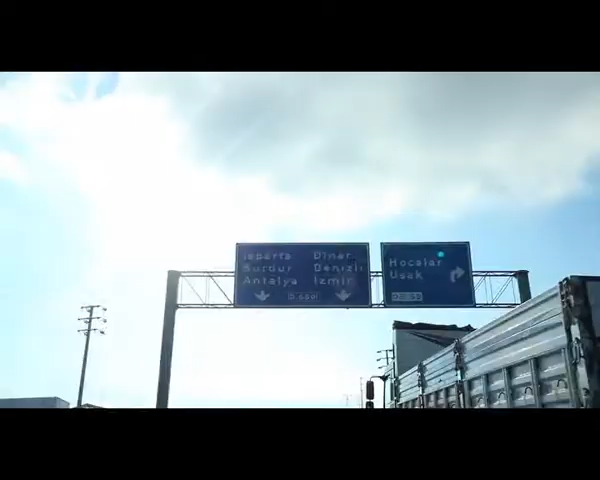 Isparta Dinar
Burdur Denizli
Antalya İzmir
Hocalar
Uşak